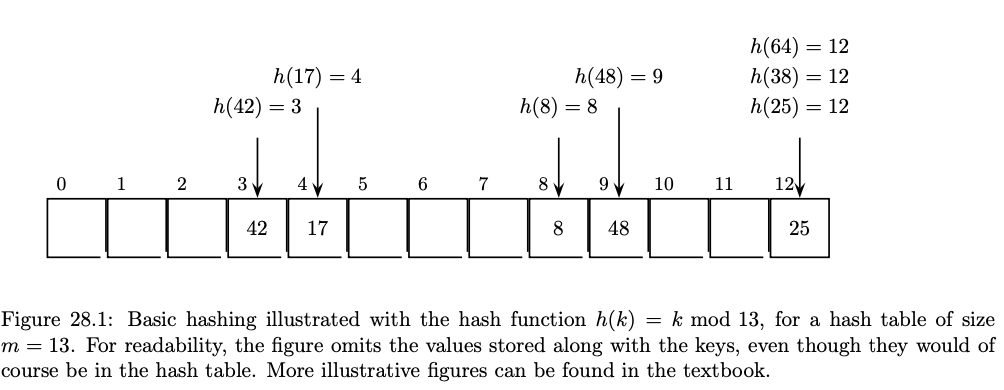 h(64) = 12
h(17) = 4 h(48) = 9 h(38) = 12
h(42) = 3 h(8) = 8 h(25) = 12
0 1 2 3 4 5 6 7 8 9 10 11 12
42 17 8 48 25
Figure 28.1: Basic hashing illustrated with the hash function h(k) = k mod 13, for a hash table of size
m = 13. For readability, the figure omits the values stored along with the keys, even though they would of
course be in the hash table. More illustrative figures can be found in the textbook.